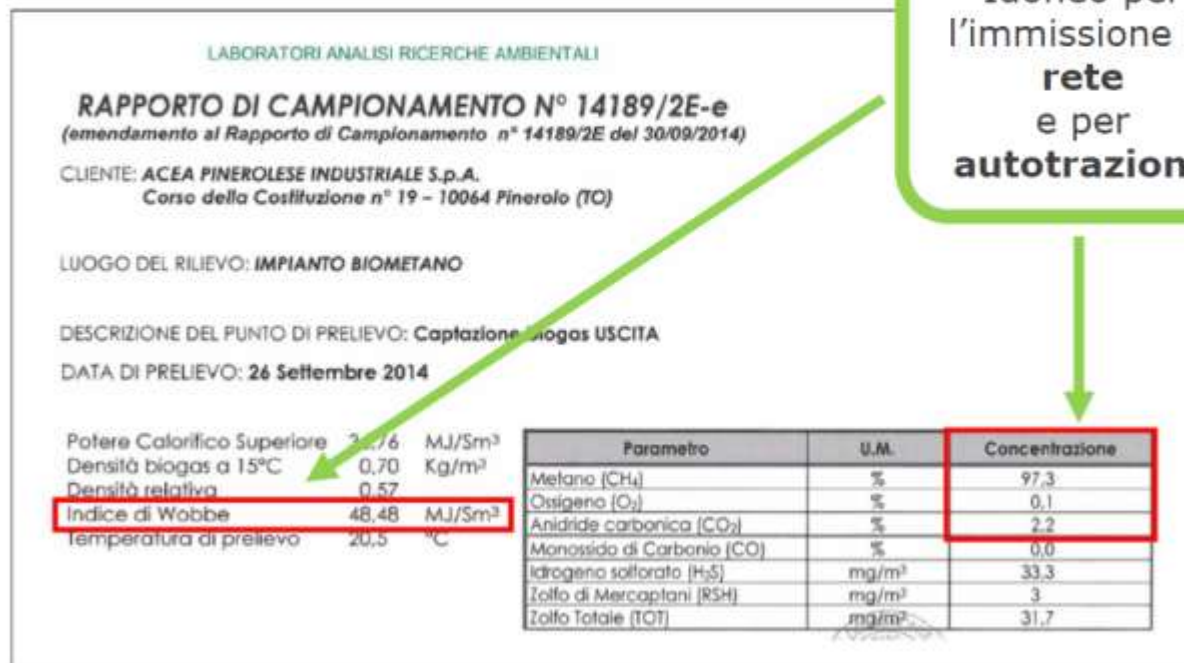 l'immissione
rete
e per
autotrazion
LABORATORI ANALISI RICERCHE AMBIENTALI
RAPPORTO DI CAMPIONAMENTO N° 14189/2E-e
(emendamento al Rapporto di Campionamento n° 14189/2E del 30/09/2014)
CLIENTE: ACEA PINEROLESE INDUSTRIALE S.p.A.
Corso della Costituzione n° 19 – 10064 Pinerolo (TO)
LUOGO DEL RILIEVO: IMPIANTO BIOMETANO
DESCRIZIONE DEL PUNTO DI PRELIEVO: Captazione biogas USCITA
DATA DI PRELIEVO: 26 Settembre 2014
Potere Calorifico Superiore MJ/Sm³
Densità biogas a 15°C 0,70 Kg/m³
Densità relativa 0,57
Indice di Wobbe 48,48 MJ/Sm³
Temperatura di prelievo 20,5 °C
Parametro U.M. Concentrazione
Metano (CH₄) % 97,3
Ossigeno (O₂) % 0,1
Anidride carbonica (CO₂) % 2,2
Monossido di Carbonio (CO) % 0,0
Idrogeno solforato (H₂S) mg/m³ 33,3
Zolfo di Mercaptani (RSH) mg/m³ 3
Zolfo Totale (TOT) mg/m³ 31,7